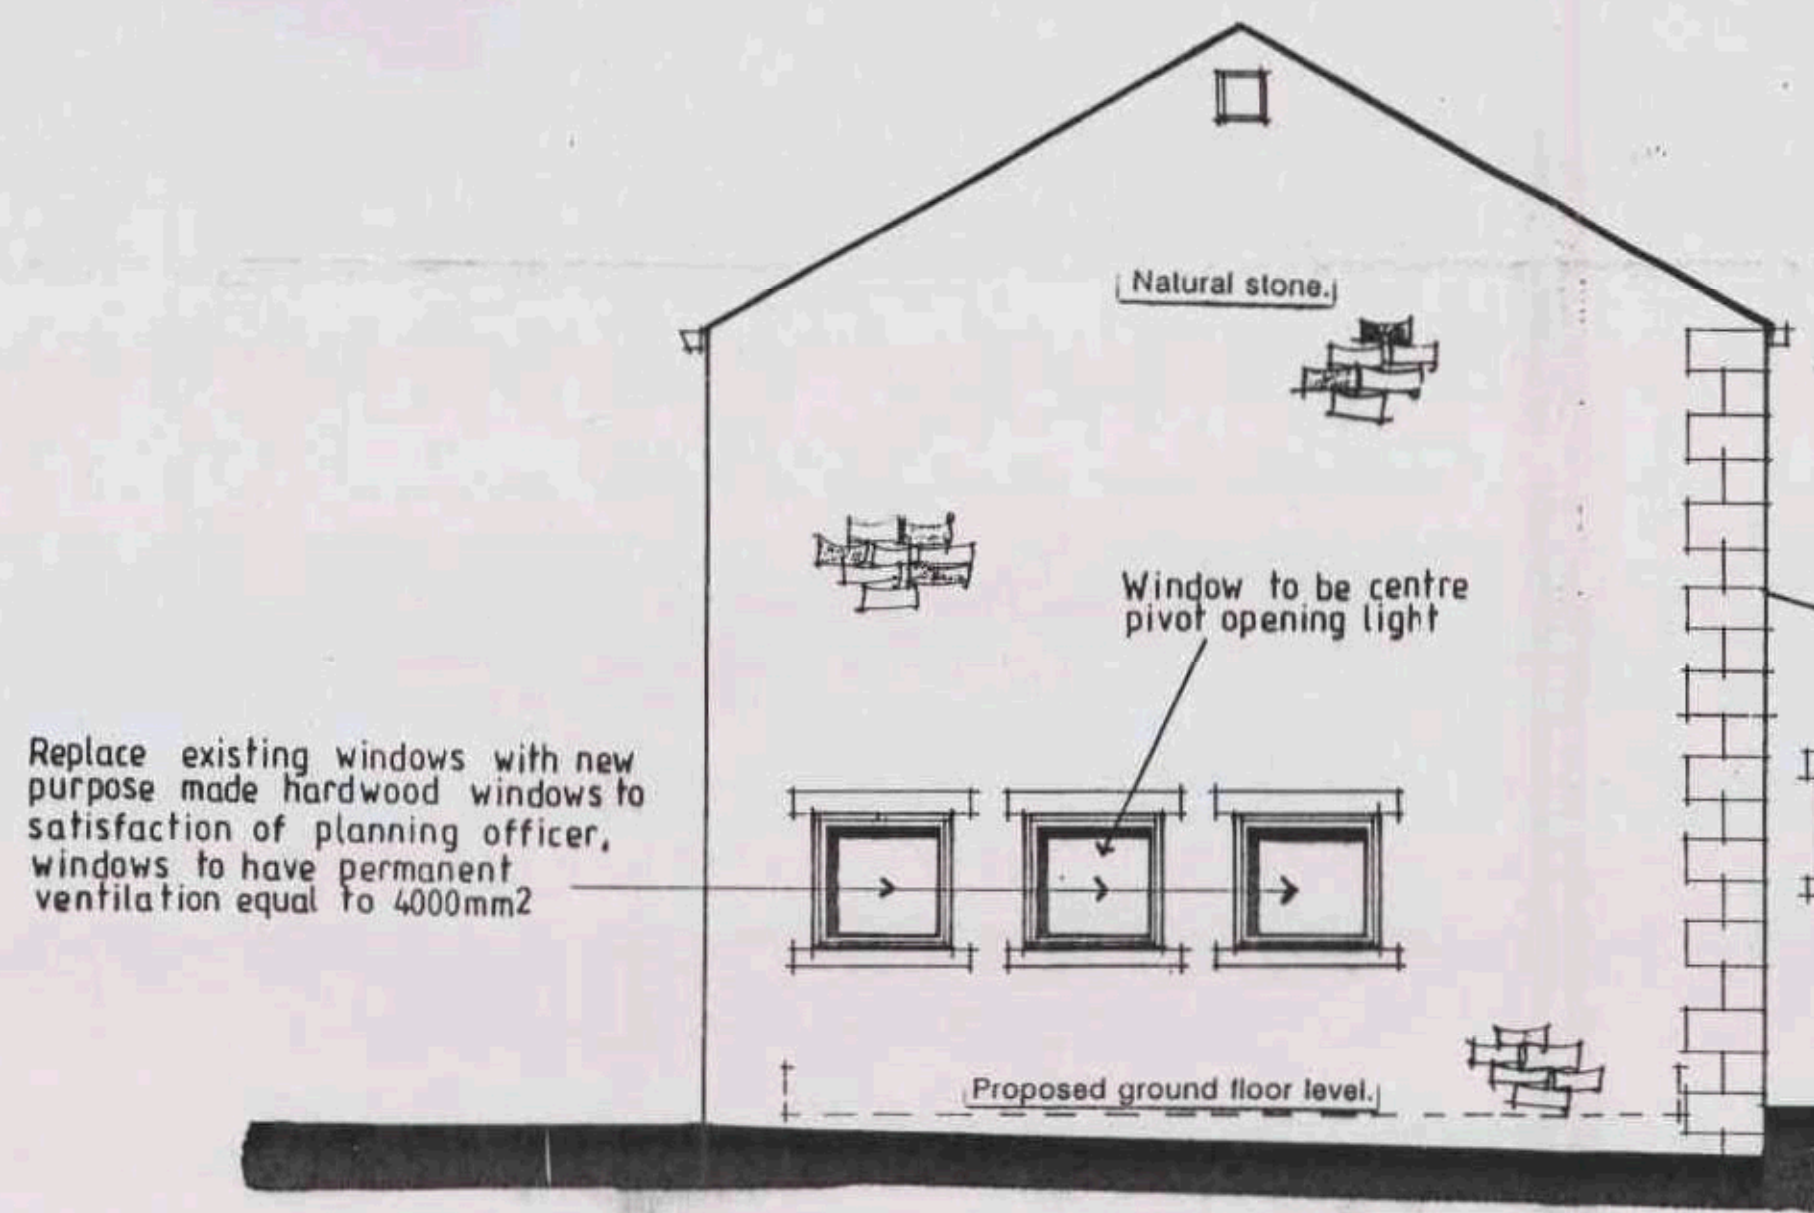 Natural stone.
Window to be centre
pivot opening light
Replace existing windows with new
purpose made hardwood windows to
satisfaction of planning officer,
windows to have permanent
ventilation equal to 4000mm2
Proposed ground floor level.